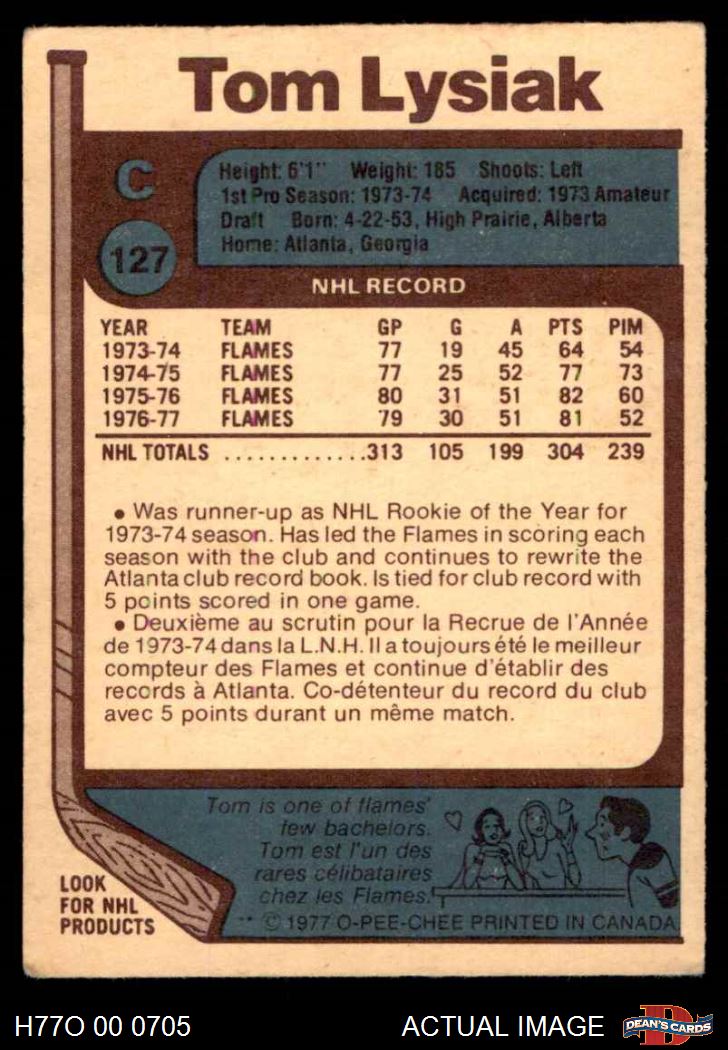 Tom Lysiak
C
127
Height: 6'1" Weight: 185 Shoots: Left
1st Pro Season: 1973-74 Acquired: 1973 Amateur
Draft Born: 4-22-53, High Prairie, Alberta
Home: Atlanta, Georgia
NHL RECORD
YEAR TEAM GP G A PTS PIM
1973-74 FLAMES 77 19 45 64 54
1974-75 FLAMES 77 25 52 77 73
1975-76 FLAMES 80 31 51 82 60
1976-77 FLAMES 79 30 51 81 52
NHL TOTALS .............313 105 199 304 239
• Was runner-up as NHL Rookie of the Year for
1973-74 season. Has led the Flames in scoring each
season with the club and continues to rewrite the
Atlanta club record book. Is tied for club record with
5 points scored in one game.
• Deuxième au scrutin pour la Recrue de l'Année
de 1973-74 dans la L.N.H. Il a toujours été le meilleur
compteur des Flames et continue d'établir des
records à Atlanta. Co-détenteur du record du club
avec 5 points durant un même match.
Tom is one of flames'
few bachelors.
Tom est l'un des
rares célibataires
chez les Flames.
LOOK
FOR NHL
PRODUCTS
** © 1977 O-PEE-CHEE PRINTED IN CANADA
H77O 00 0705
ACTUAL IMAGE
D
DEAN'S CARDS